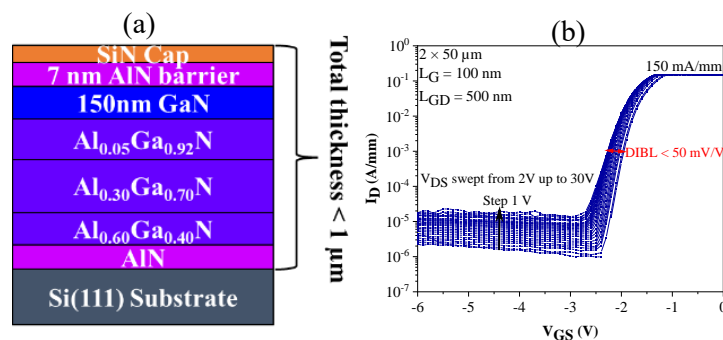 (a)
SiN Cap
7 nm AlN barrier
150nm GaN
Al0.05Ga0.92N
Al0.30Ga0.70N
Al0.60Ga0.40N
AlN
Si(111) Substrate
Total thickness < 1 μm
(b)
2 × 50 μm
LG = 100 nm
LGD = 500 nm
150 mA/mm
DIBL < 50 mV/V
VDS swept from 2V up to 30V
Step 1 V
ID (A/mm)
10^0
10^-1
10^-2
10^-3
10^-4
10^-5
10^-6
10^-7
-6 -5 -4 -3 -2 -1 0
VGS (V)